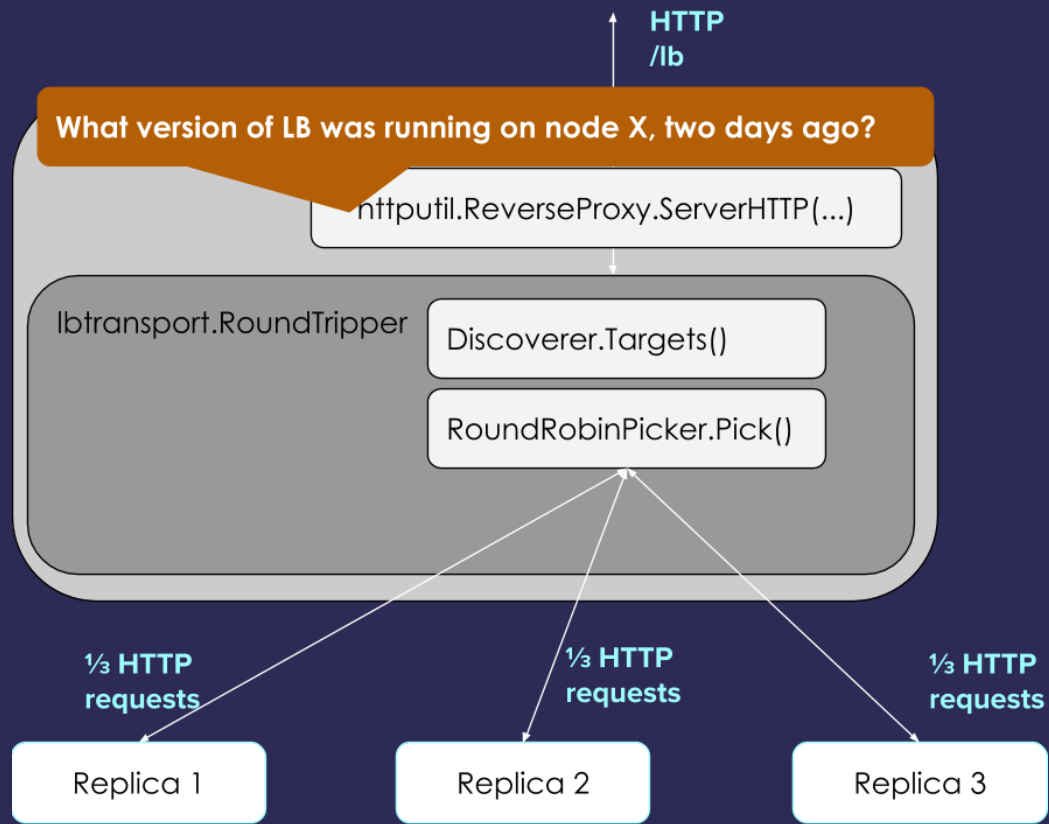 HTTP
/lb
What version of LB was running on node X, two days ago?
httputil.ReverseProxy.ServerHTTP(...)
lbtransport.RoundTripper
Discoverer.Targets()
RoundRobinPicker.Pick()
⅓ HTTP
requests
⅓ HTTP
requests
⅓ HTTP
requests
Replica 1
Replica 2
Replica 3